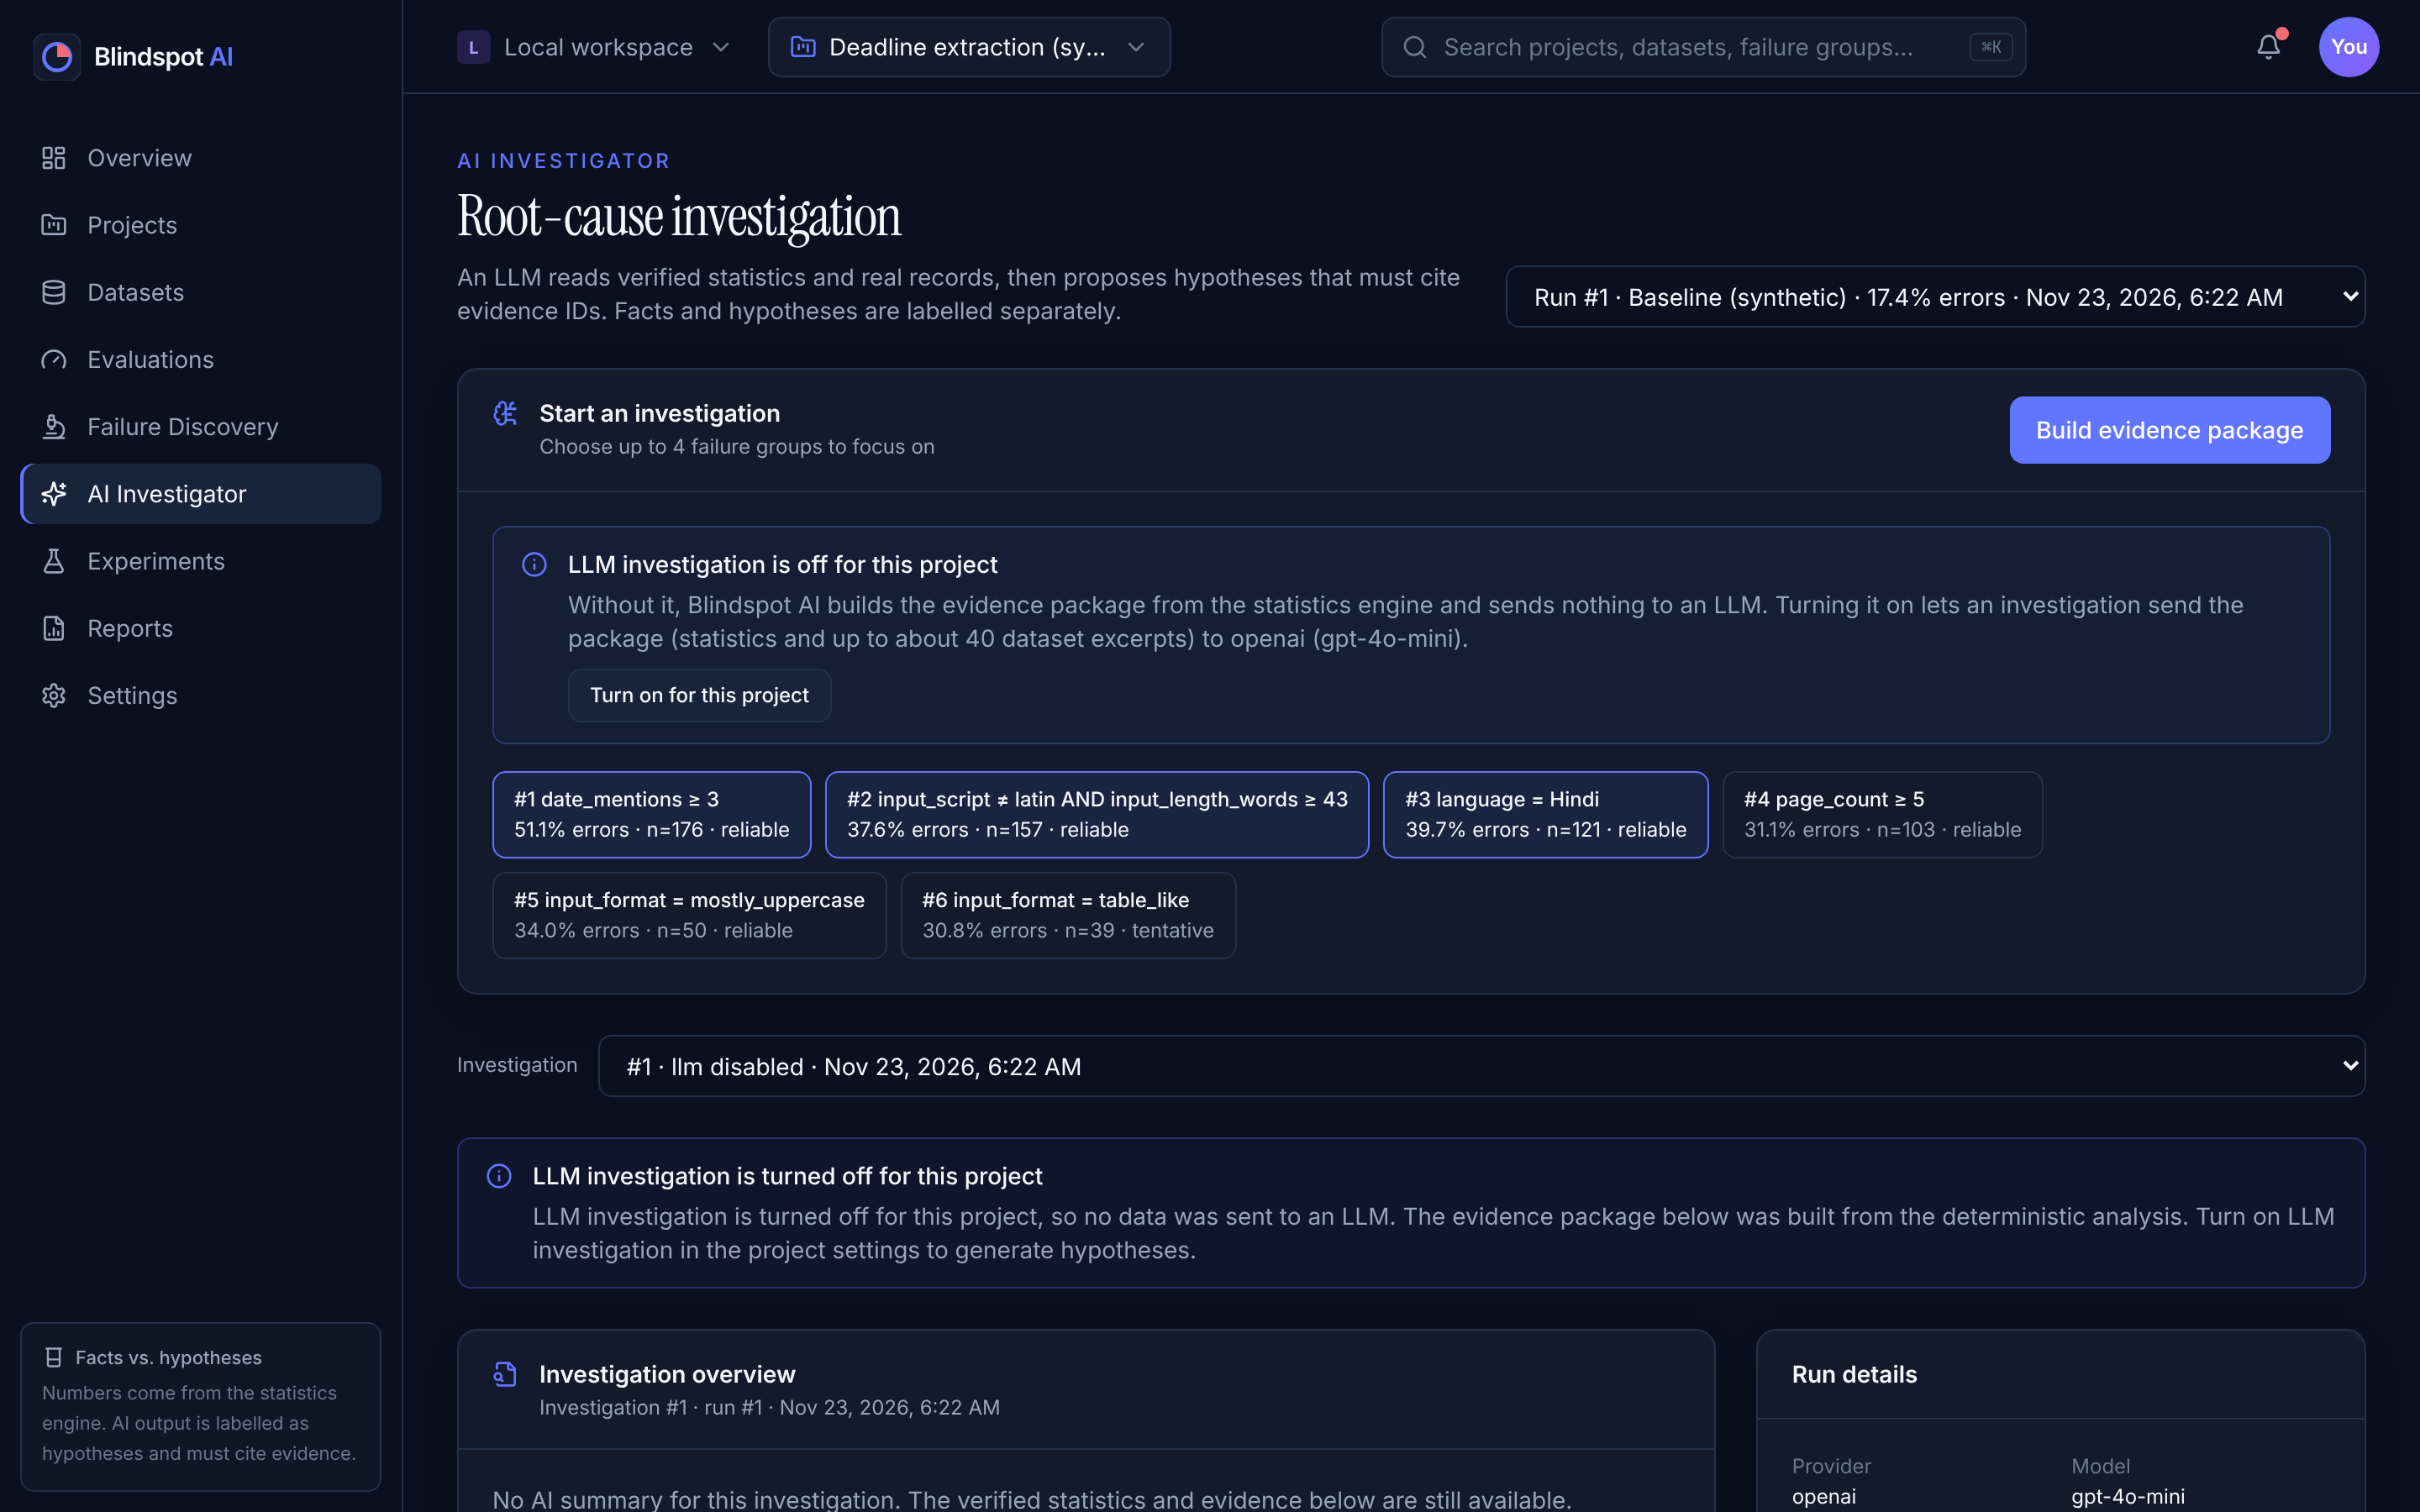 Blindspot AI
L Local workspace
Deadline extraction (sy...
Search projects, datasets, failure groups...
⌘K
You
Overview
Projects
Datasets
Evaluations
Failure Discovery
AI Investigator
Experiments
Reports
Settings
Facts vs. hypotheses
Numbers come from the statistics
engine. AI output is labelled as
hypotheses and must cite evidence.
AI INVESTIGATOR
Root-cause investigation
An LLM reads verified statistics and real records, then proposes hypotheses that must cite
evidence IDs. Facts and hypotheses are labelled separately.
Run #1 · Baseline (synthetic) · 17.4% errors · Nov 23, 2026, 6:22 AM
Start an investigation
Choose up to 4 failure groups to focus on
Build evidence package
LLM investigation is off for this project
Without it, Blindspot AI builds the evidence package from the statistics engine and sends nothing to an LLM. Turning it on lets an investigation send the
package (statistics and up to about 40 dataset excerpts) to openai (gpt-4o-mini).
Turn on for this project
#1 date_mentions ≥ 3
51.1% errors · n=176 · reliable
#2 input_script ≠ latin AND input_length_words ≥ 43
37.6% errors · n=157 · reliable
#3 language = Hindi
39.7% errors · n=121 · reliable
#4 page_count ≥ 5
31.1% errors · n=103 · reliable
#5 input_format = mostly_uppercase
34.0% errors · n=50 · reliable
#6 input_format = table_like
30.8% errors · n=39 · tentative
Investigation
#1 · llm disabled · Nov 23, 2026, 6:22 AM
LLM investigation is turned off for this project
LLM investigation is turned off for this project, so no data was sent to an LLM. The evidence package below was built from the deterministic analysis. Turn on LLM
investigation in the project settings to generate hypotheses.
Investigation overview
Investigation #1 · run #1 · Nov 23, 2026, 6:22 AM
No AI summary for this investigation. The verified statistics and evidence below are still available.
Run details
Provider
openai
Model
gpt-4o-mini